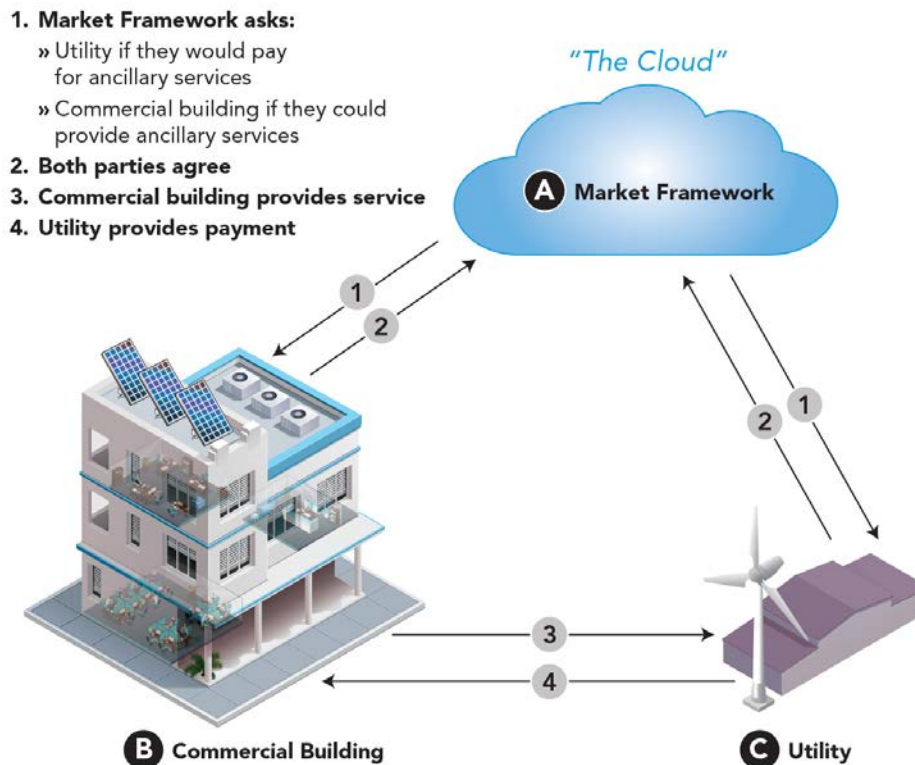 1. Market Framework asks:
» Utility if they would pay
for ancillary services
» Commercial building if they could
provide ancillary services
2. Both parties agree
3. Commercial building provides service
4. Utility provides payment
“The Cloud”
A Market Framework
1
2
2
1
3
4
B Commercial Building
C Utility